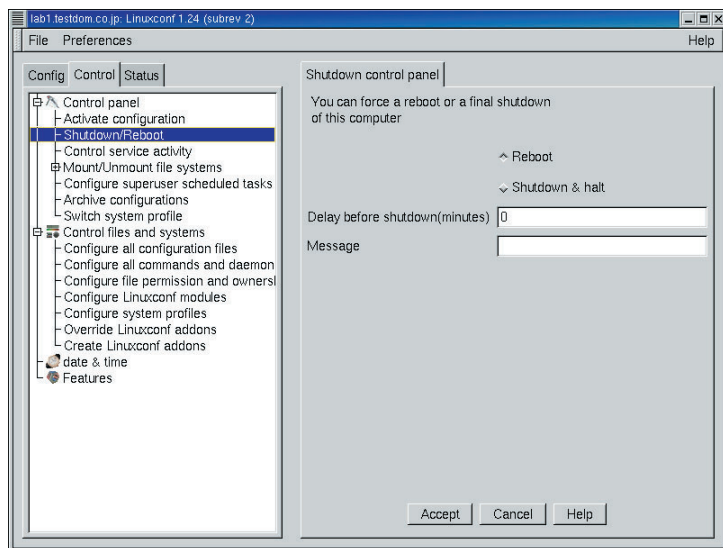 lab1.testdom.co.jp: Linuxconf 1.24 (subrev 2)
File Preferences Help
Config Control Status
Control panel
Activate configuration
Shutdown/Reboot
Control service activity
Mount/Unmount file systems
Configure superuser scheduled tasks
Archive configurations
Switch system profile
Control files and systems
Configure all configuration files
Configure all commands and daemon
Configure file permission and ownersl
Configure Linuxconf modules
Configure system profiles
Override Linuxconf addons
Create Linuxconf addons
date & time
Features
Shutdown control panel
You can force a reboot or a final shutdown
of this computer
Reboot
Shutdown & halt
Delay before shutdown(minutes) 0
Message
Accept Cancel Help